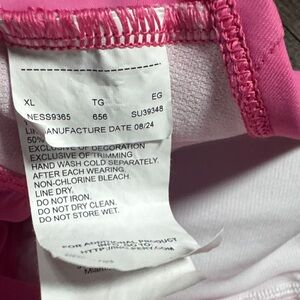 XL TG EG
NESS9365 656 SU39348
MANUFACTURE DATE 08/24
50%
EXCLUSIVE OF DECORATION
EXCLUSIVE OF TRIMMING
HAND WASH COLD SEPARATELY
AFTER EACH WEARING.
NON-CHLORINE BLEACH.
LINE DRY.
DO NOT IRON.
DO NOT DRY CLEAN.
DO NOT STORE WET.
FOR ADDITIONAL PRODUCT